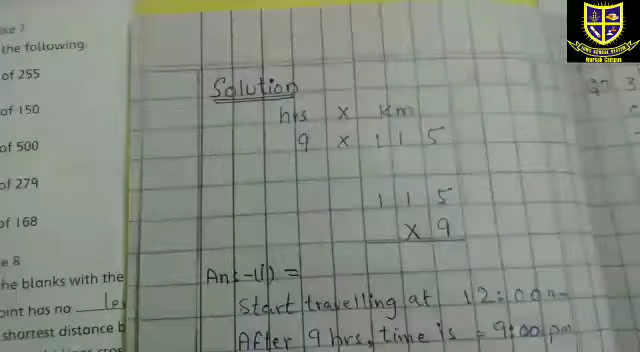 the following:
of 255
of 150
of 500
of 279
of 168
the blanks with the
oint has no
shortest distance b
Solution
hrs x Km
9 x 115
115
x 9
Ans-(i) =
Start travelling at 12:00
After 9 hrs, time is = 9:00 pm
Warsak Campus